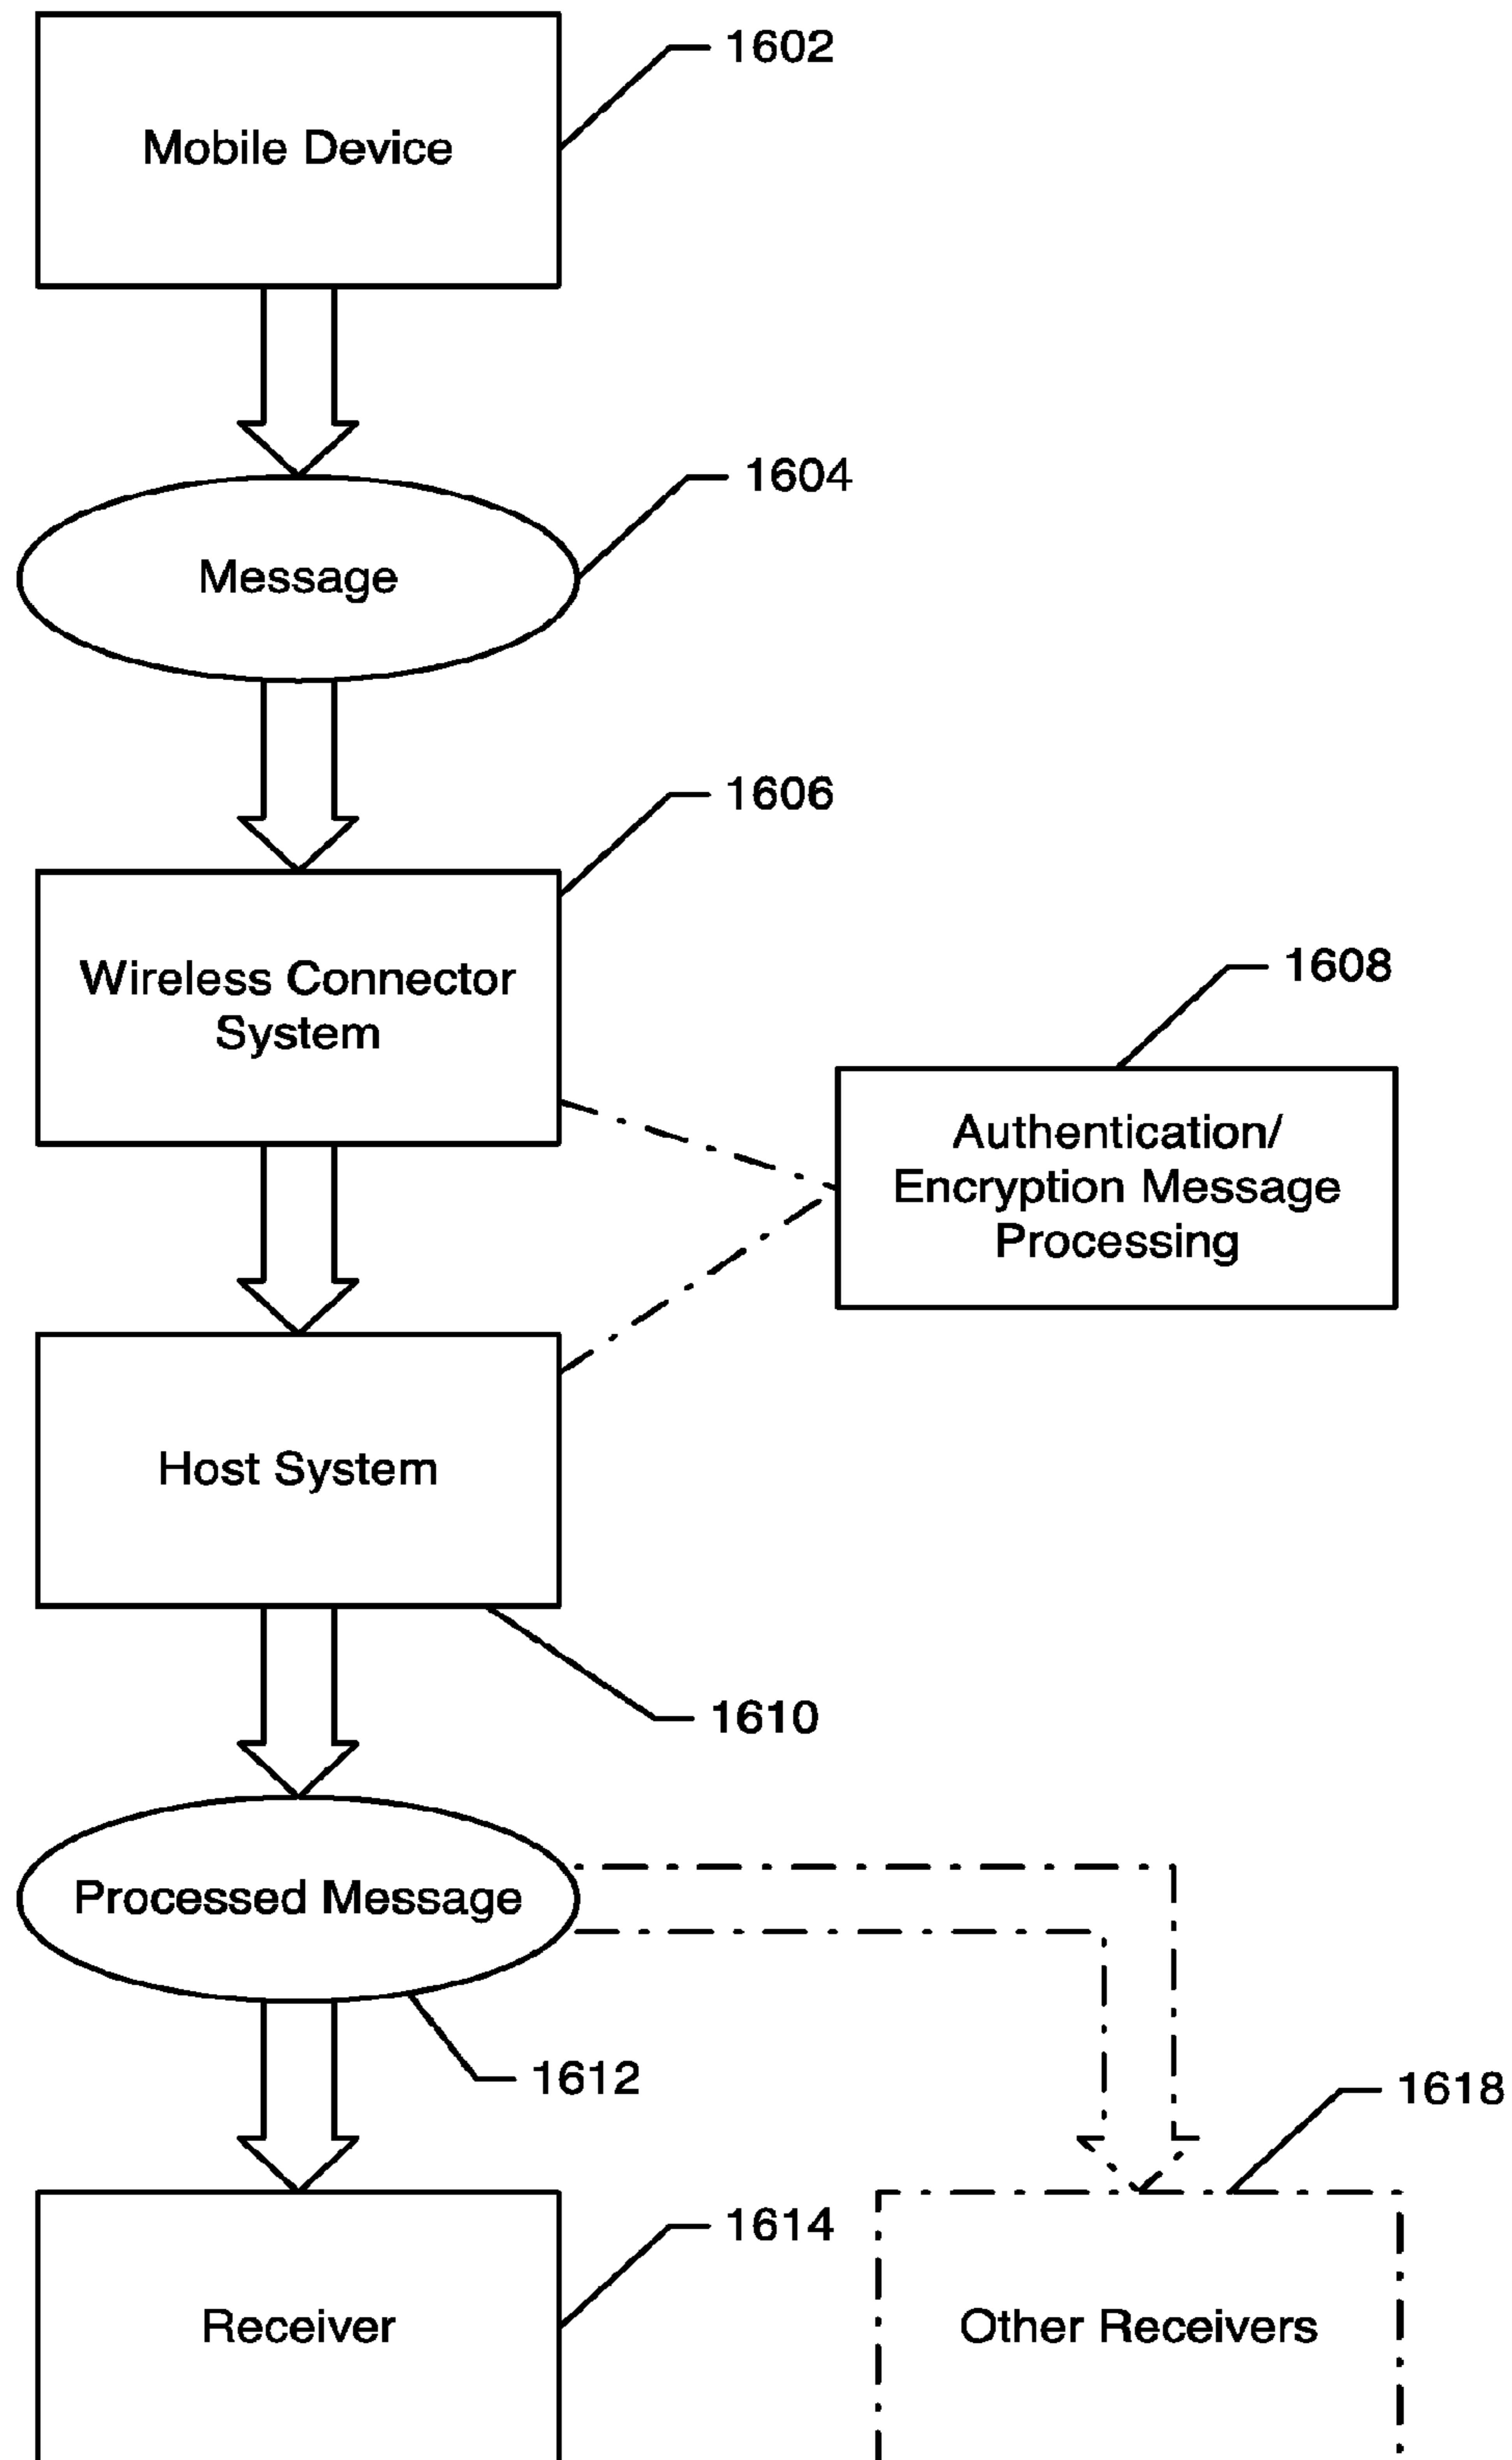 1602
Mobile Device
1604
Message
1606
Wireless Connector
System
1608
Authentication/
Encryption Message
Processing
Host System
1610
Processed Message
1612
1618
1614
Receiver
Other Receivers